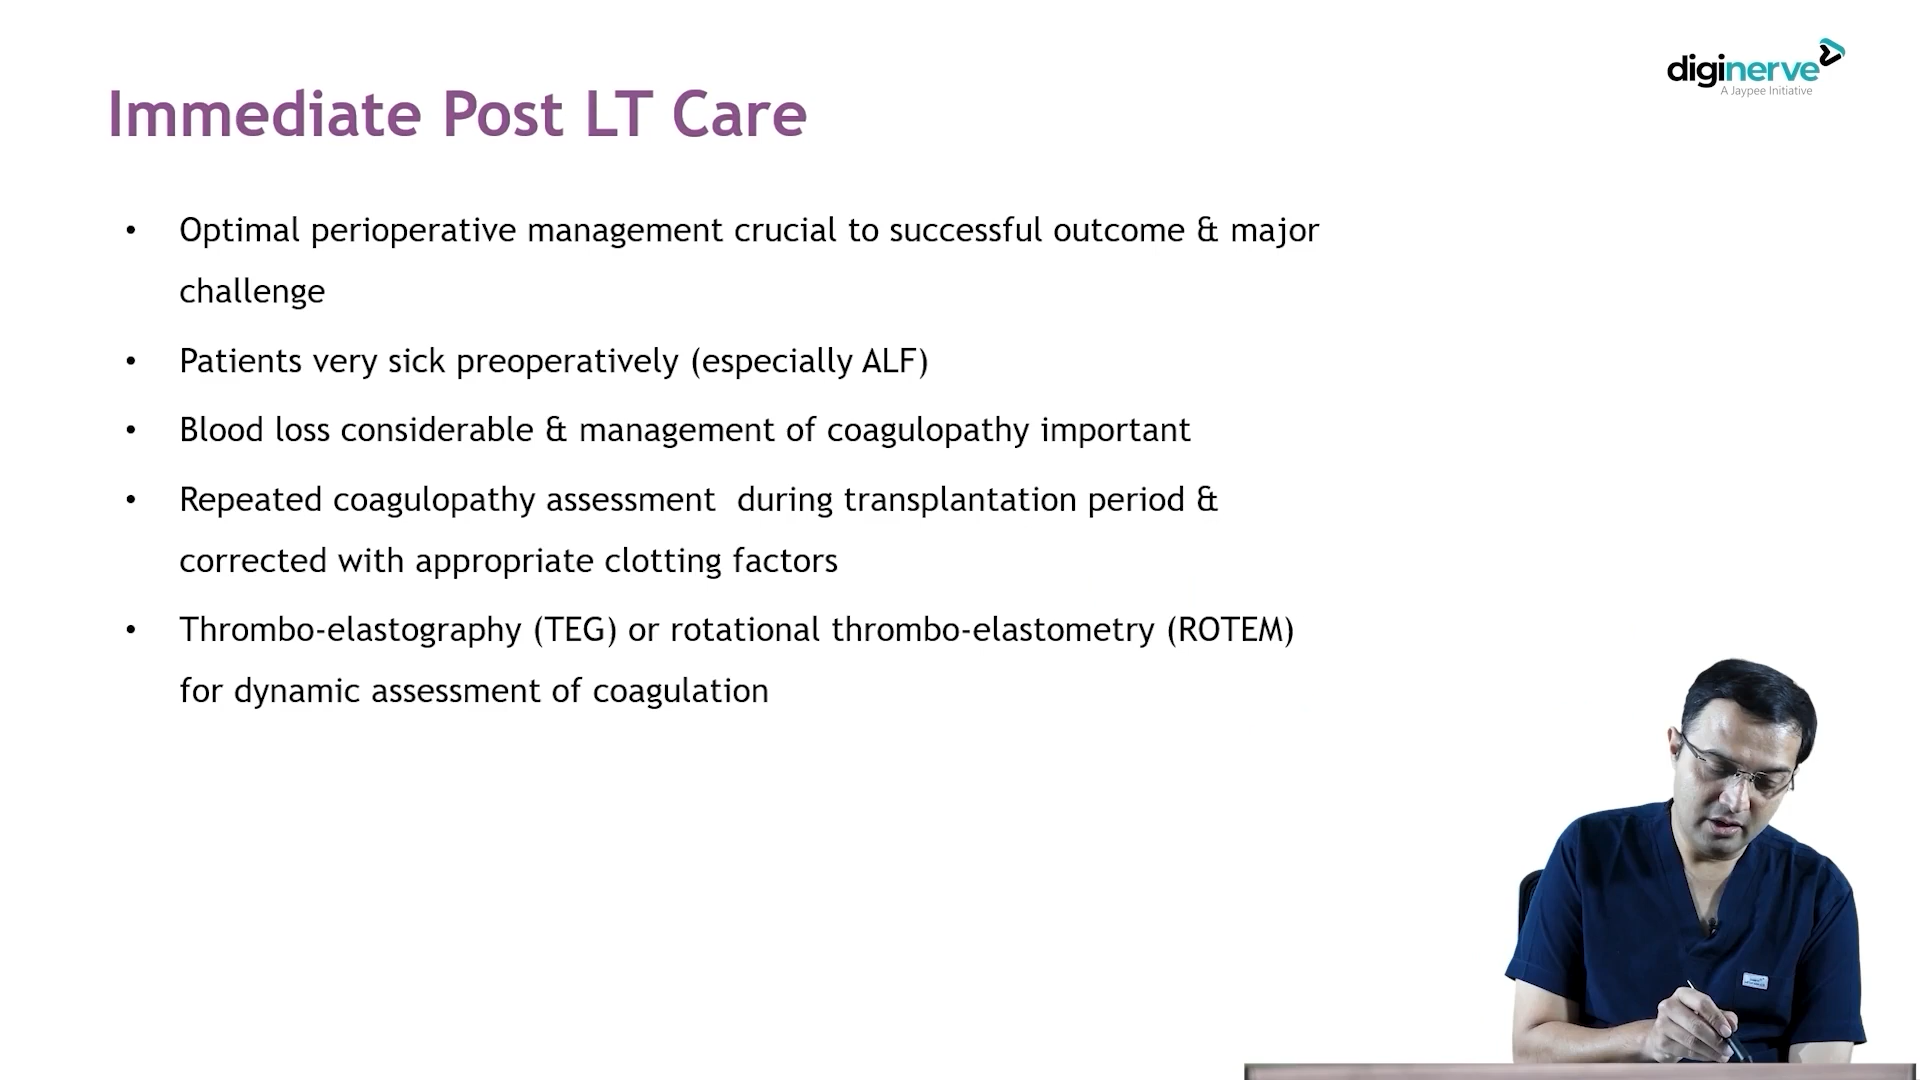 diginerve
A Jaypee Initiative
Immediate Post LT Care
• Optimal perioperative management crucial to successful outcome & major
challenge
• Patients very sick preoperatively (especially ALF)
• Blood loss considerable & management of coagulopathy important
• Repeated coagulopathy assessment  during transplantation period &
corrected with appropriate clotting factors
• Thrombo-elastography (TEG) or rotational thrombo-elastometry (ROTEM)
for dynamic assessment of coagulation